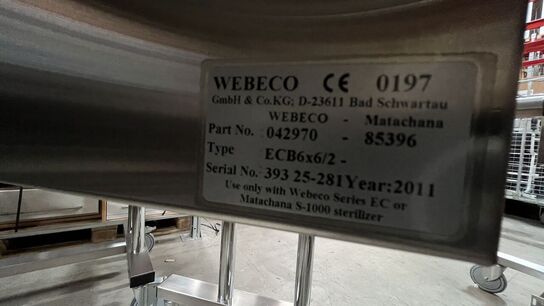 WEBECO CE 0197
GmbH & Co.KG; D-23611 Bad Schwartau
WEBECO - Matachana
Part No. : 042970 - 85396
Type : ECB6x6/2 -
Serial No.: 393 25-281 Year: 2011
Use only with Webeco Series EC or
Matachana S-1000 sterilizer